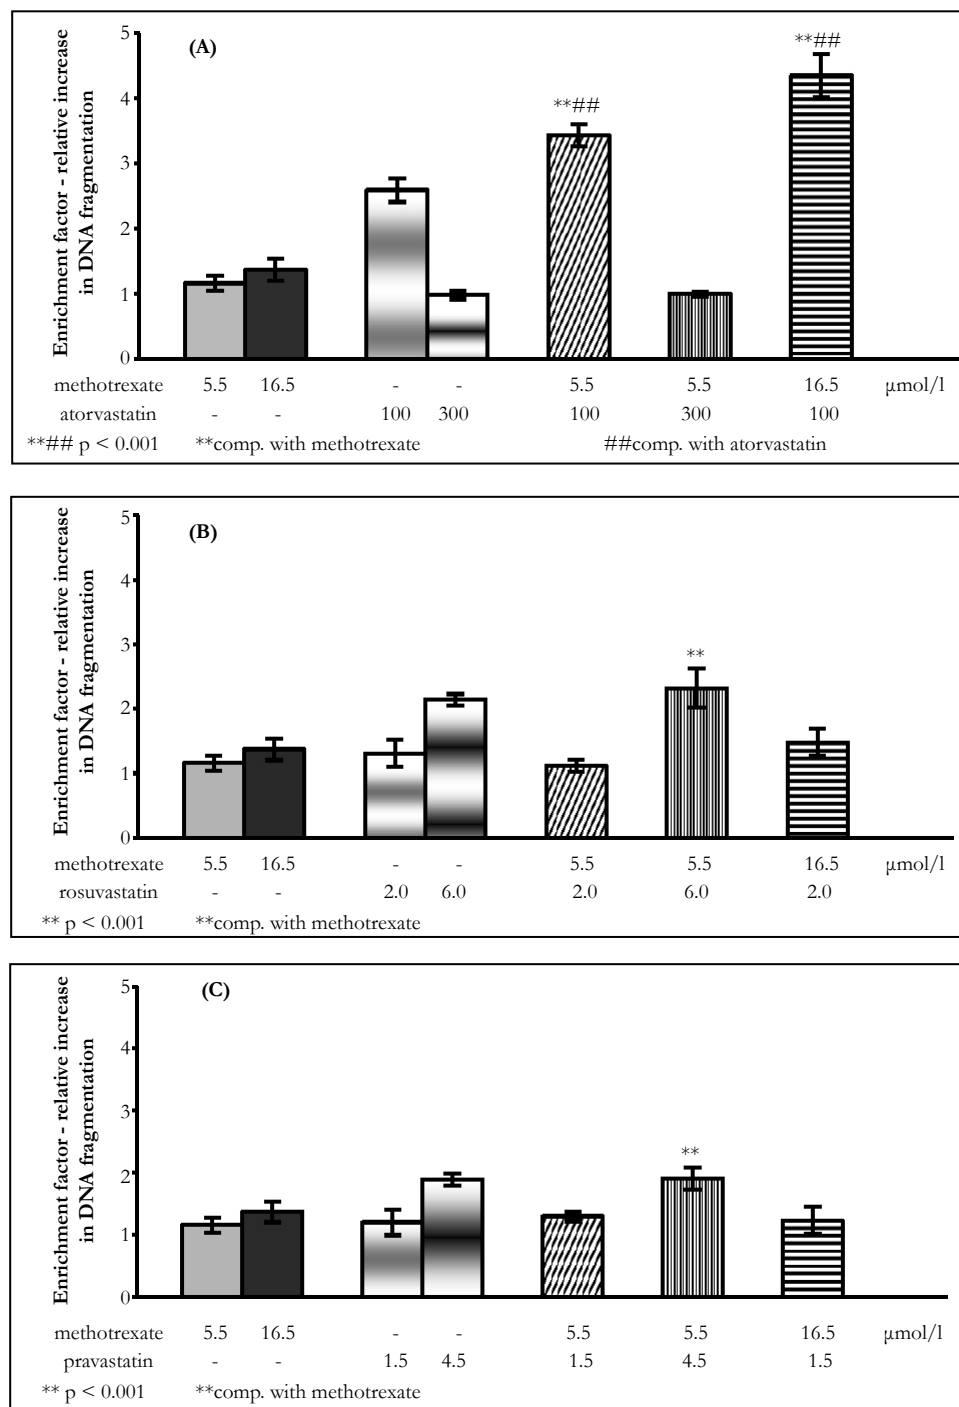 (A)
Enrichment factor - relative increase
in DNA fragmentation
5
4
3
2
1
0
**##
**##
methotrexate 5.5 16.5 - - 5.5 5.5 16.5 µmol/l
atorvastatin - - 100 300 100 300 100
**## p < 0.001 **comp. with methotrexate ##comp. with atorvastatin
(B)
Enrichment factor - relative increase
in DNA fragmentation
5
4
3
2
1
0
**
methotrexate 5.5 16.5 - - 5.5 5.5 16.5 µmol/l
rosuvastatin - - 2.0 6.0 2.0 6.0 2.0
** p < 0.001 **comp. with methotrexate
(C)
Enrichment factor - relative increase
in DNA fragmentation
5
4
3
2
1
0
**
methotrexate 5.5 16.5 - - 5.5 5.5 16.5 µmol/l
pravastatin - - 1.5 4.5 1.5 4.5 1.5
** p < 0.001 **comp. with methotrexate